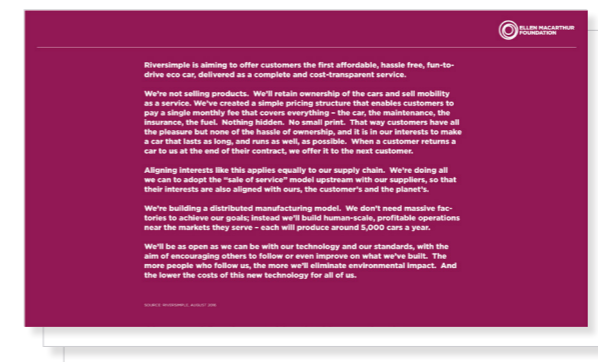 ELLEN MACARTHUR
FOUNDATION
Riversimple is aiming to offer customers the first affordable, hassle free, fun-to-
drive eco car, delivered as a complete and cost-transparent service.
We're not selling products. We'll retain ownership of the cars and sell mobility
as a service. We've created a simple pricing structure that enables customers to
pay a single monthly fee that covers everything – the car, the maintenance, the
insurance, the fuel. Nothing hidden. No small print. That way customers have all
the pleasure but none of the hassle of ownership, and it is in our interests to make
a car that lasts as long, and runs as well, as possible. When a customer returns a
car to us at the end of their contract, we offer it to the next customer.
Aligning interests like this applies equally to our supply chain. We're doing all
we can to adopt the "sale of service" model upstream with our suppliers, so that
their interests are also aligned with ours, the customer's and the planet's.
We're building a distributed manufacturing model. We don't need massive fac-
tories to achieve our goals; instead we'll build human-scale, profitable operations
near the markets they serve – each will produce around 5,000 cars a year.
We'll be as open as we can be with our technology and our standards, with the
aim of encouraging others to follow or even improve on what we've built. The
more people who follow us, the more we'll eliminate environmental impact. And
the lower the costs of this new technology for all of us.
SOURCE: RIVERSIMPLE, AUGUST